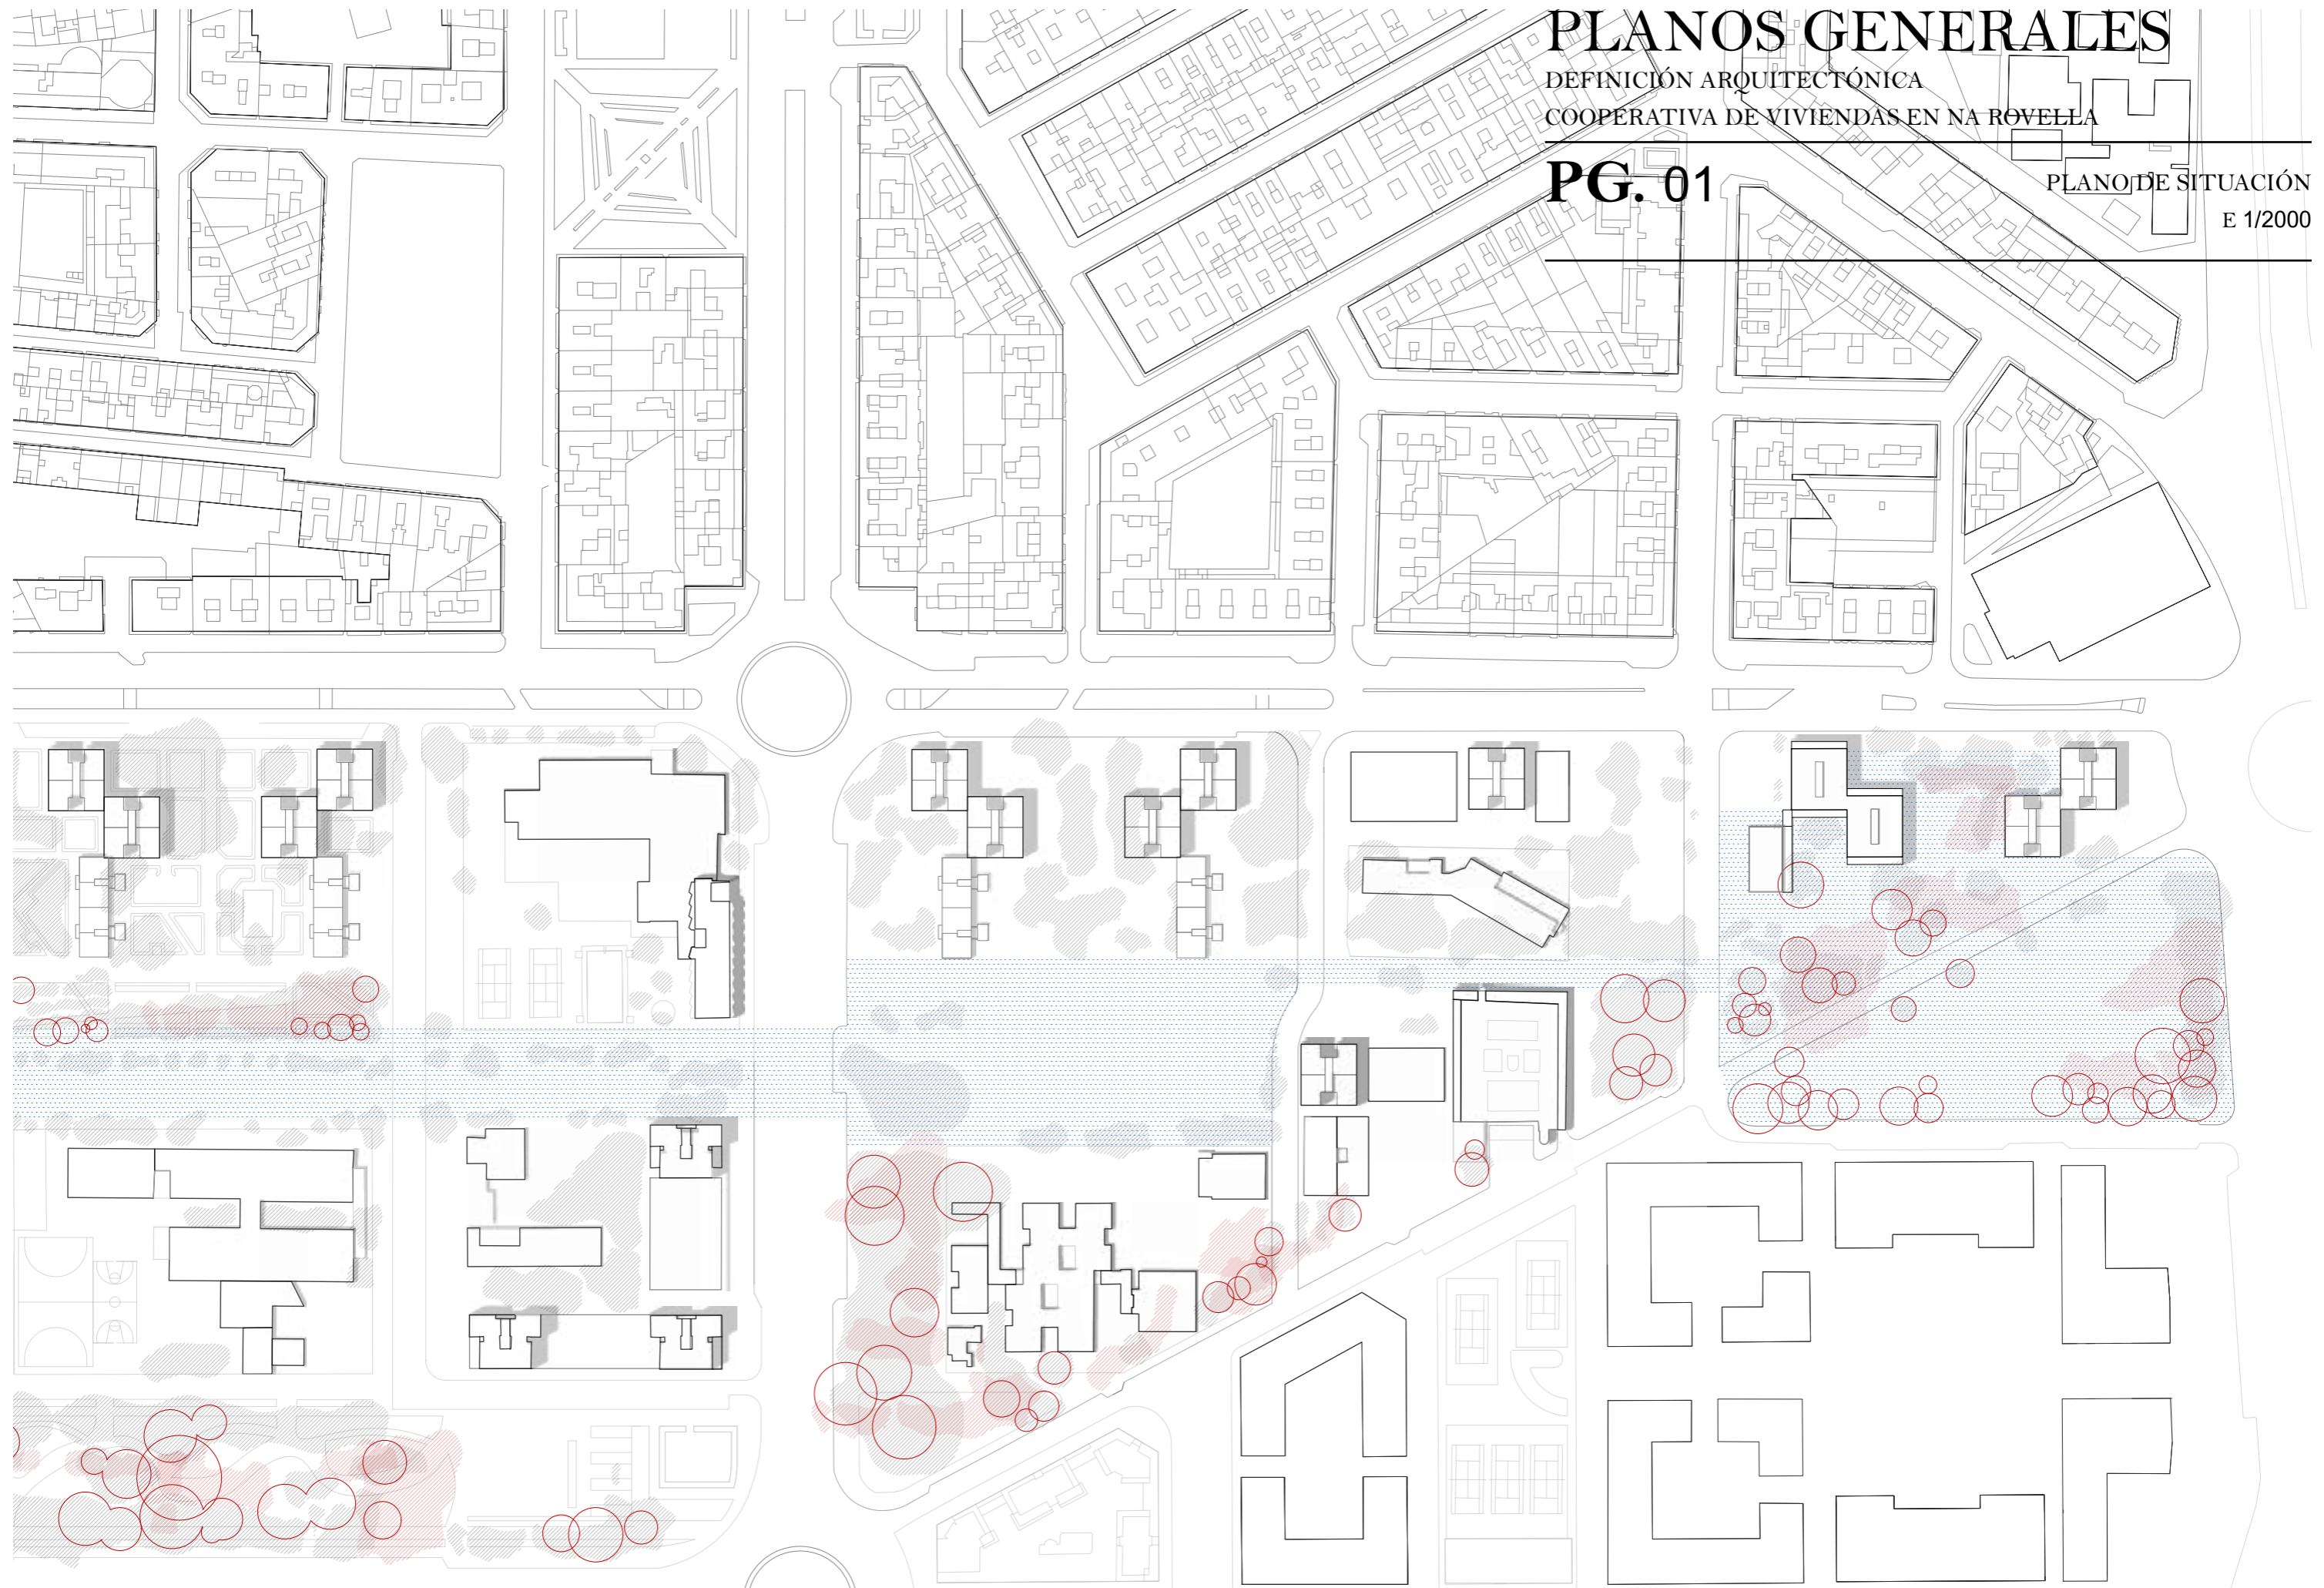 PLANOS GENERALES
DEFINICIÓN ARQUITECTÓNICA
COOPERATIVA DE VIVIENDAS EN NA ROVELLA
PG. 01
PLANO DE SITUACIÓN
E 1/2000